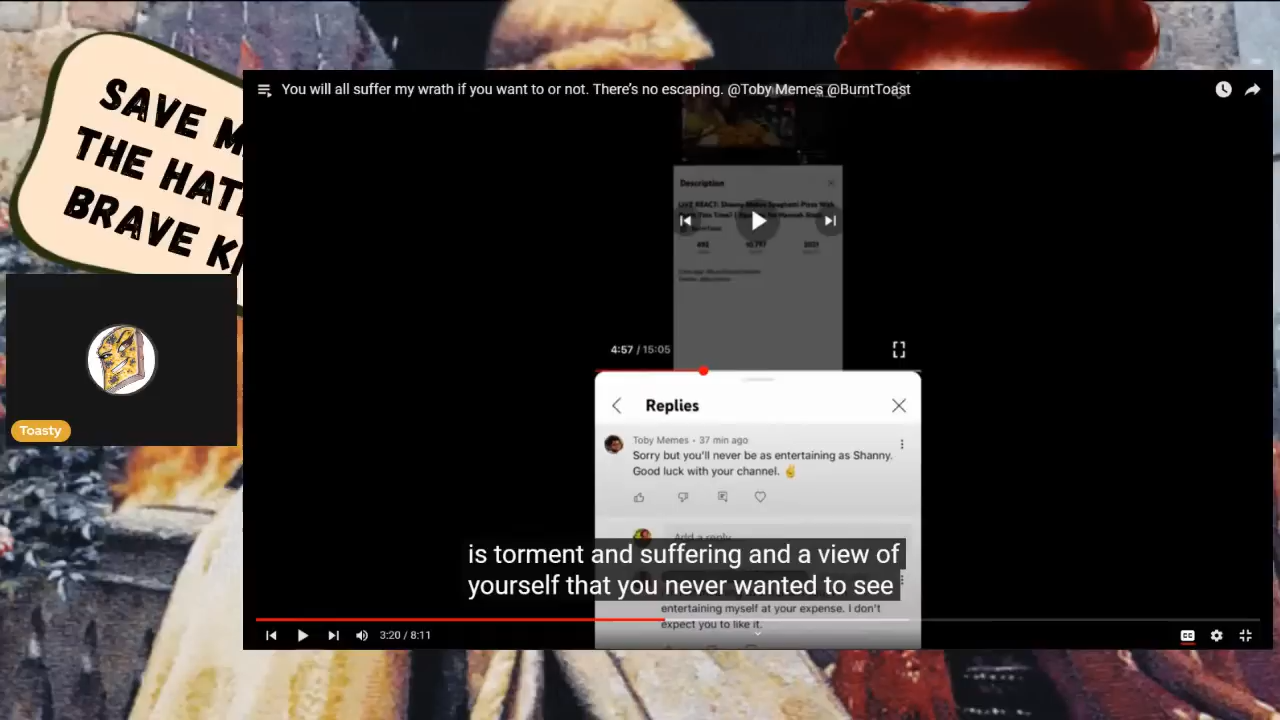 SAVE M
THE HAT
BRAVE K
You will all suffer my wrath if you want to or not. There's no escaping. @Toby Memes @BurntToast
Description
4:57 / 15:05
Replies
Toby Memes • 37 min ago
Sorry but you'll never be as entertaining as Shanny.
Good luck with your channel. ✌
Add a reply
is torment and suffering and a view of
yourself that you never wanted to see
entertaining myself at your expense. I don't
expect you to like it.
3:20 / 8:11
CC
Toasty